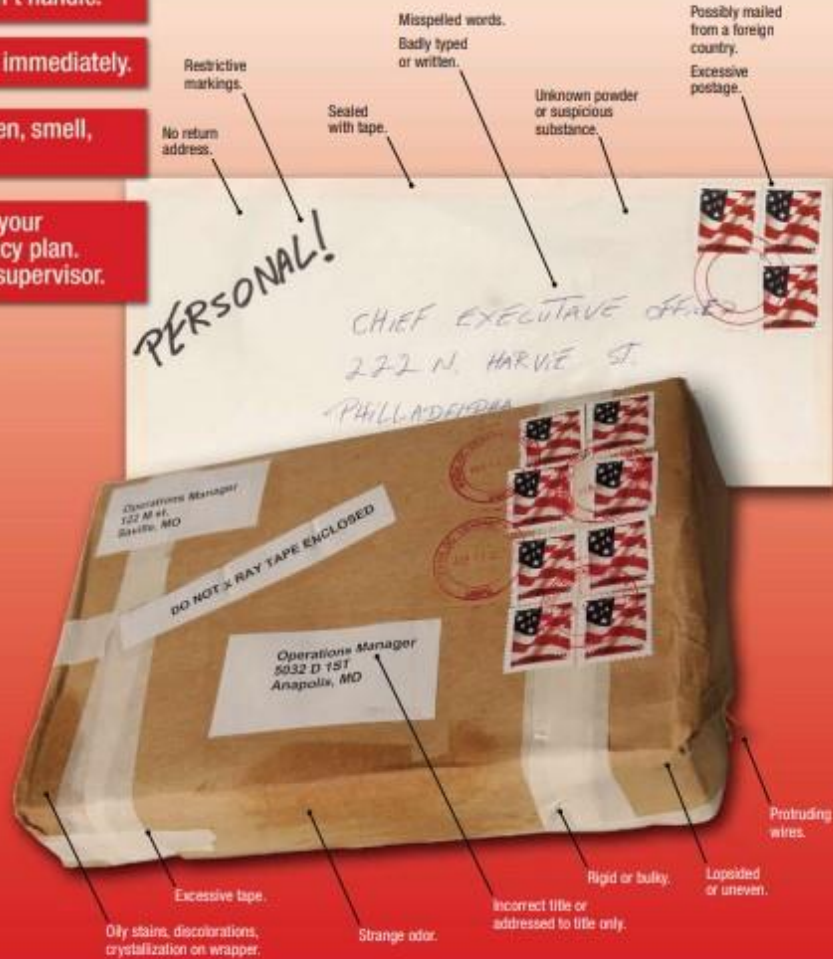 't handle.
immediately.
en, smell,
your
cy plan.
supervisor.
Restrictive
markings.
No return
address.
Sealed
with tape.
Misspelled words.
Badly typed
or written.
Unknown powder
or suspicious
substance.
Possibly mailed
from a foreign
country.
Excessive
postage.
PERSONAL!
CHIEF EXECUTAVE OFFICER
222 N. HARVIE ST.
Operations Manager
122 M st.
Saville, MO
DO NOT x RAY TAPE ENCLOSED
Operations Manager
5032 D 1ST
Anapolis, MD
Protruding
wires.
Lopsided
or uneven.
Rigid or bulky.
Incorrect title or
addressed to title only.
Strange odor.
Excessive tape.
Oily stains, discolorations,
crystallization on wrapper.